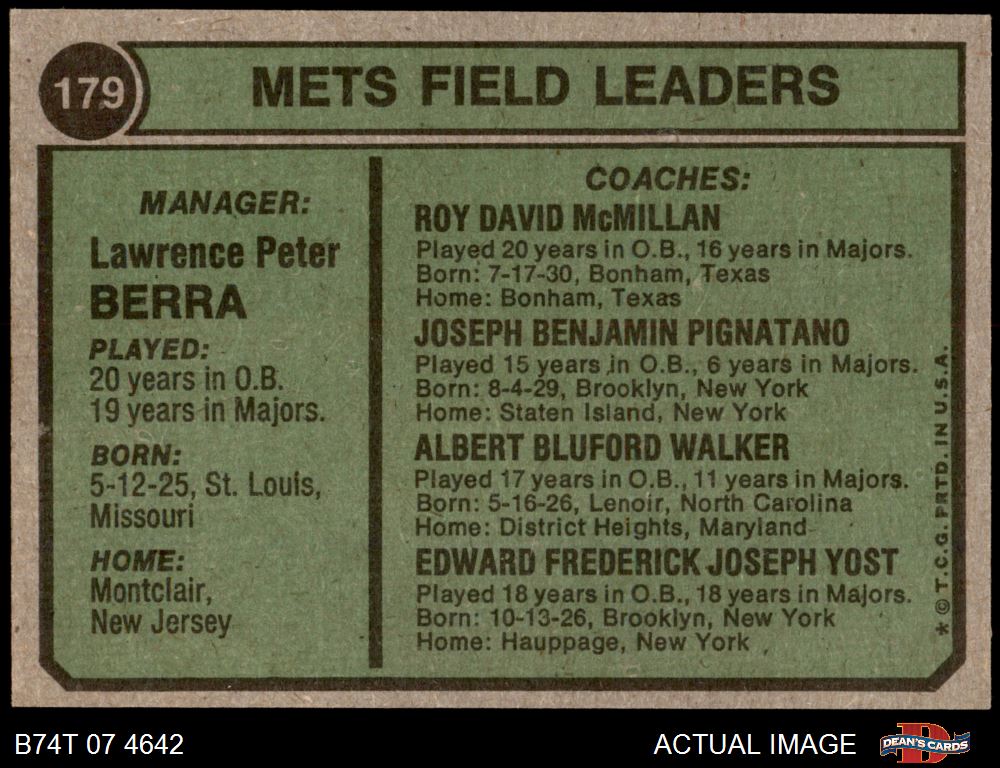 179
METS FIELD LEADERS
MANAGER:
Lawrence Peter
BERRA
PLAYED:
20 years in O.B.
19 years in Majors.
BORN:
5-12-25, St. Louis,
Missouri
HOME:
Montclair,
New Jersey
COACHES:
ROY DAVID McMILLAN
Played 20 years in O.B., 16 years in Majors.
Born: 7-17-30, Bonham, Texas
Home: Bonham, Texas
JOSEPH BENJAMIN PIGNATANO
Played 15 years in O.B., 6 years in Majors.
Born: 8-4-29, Brooklyn, New York
Home: Staten Island, New York
ALBERT BLUFORD WALKER
Played 17 years in O.B., 11 years in Majors.
Born: 5-16-26, Lenoir, North Carolina
Home: District Heights, Maryland
EDWARD FREDERICK JOSEPH YOST
Played 18 years in O.B., 18 years in Majors.
Born: 10-13-26, Brooklyn, New York
Home: Hauppage, New York
* © T.C.G. PRTD. IN U.S.A.
B74T 07 4642
ACTUAL IMAGE
B
DEAN'S CARDS